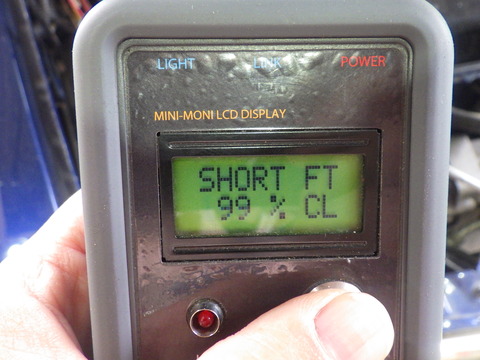 LIGHT LINK POWER
MINI-MONI LCD DISPLAY
SHORT FT
99 % CL